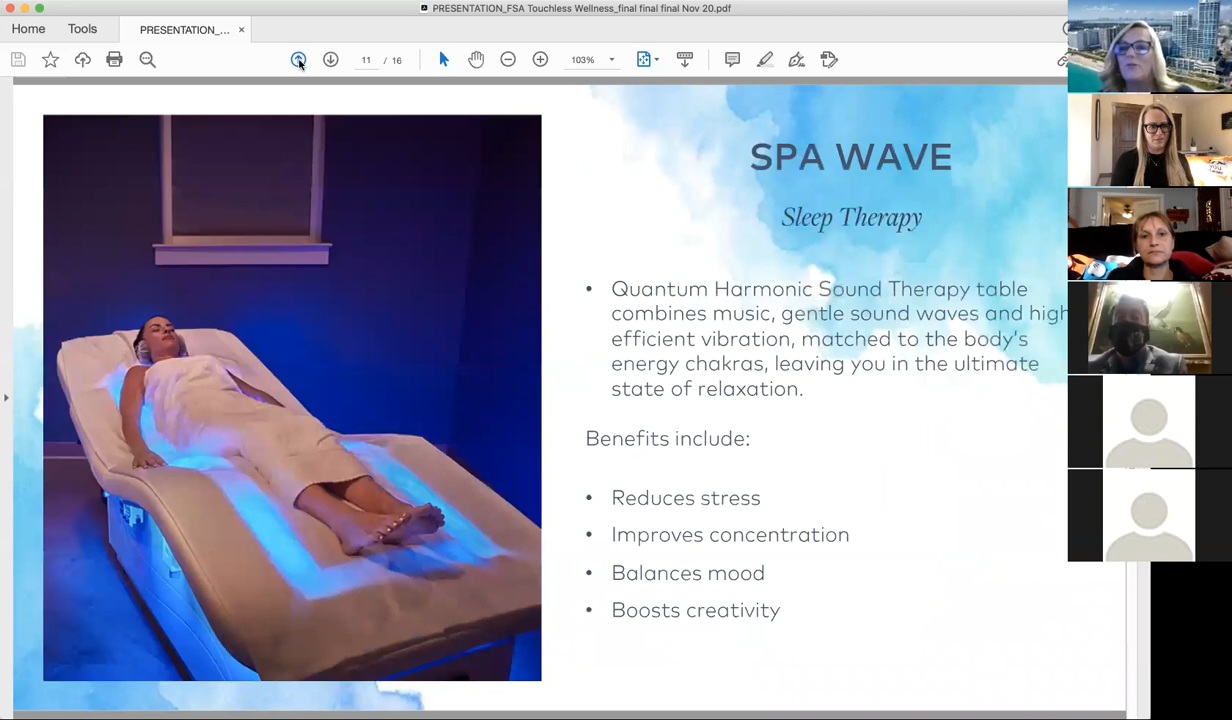 PRESENTATION_FSA Touchless Wellness_final final final Nov 20.pdf
Home
Tools
PRESENTATION_...
×
11 / 16
103%
SPA WAVE
Sleep Therapy
• Quantum Harmonic Sound Therapy table
combines music, gentle sound waves and high
efficient vibration, matched to the body's
energy chakras, leaving you in the ultimate
state of relaxation.
Benefits include:
• Reduces stress
• Improves concentration
• Balances mood
• Boosts creativity